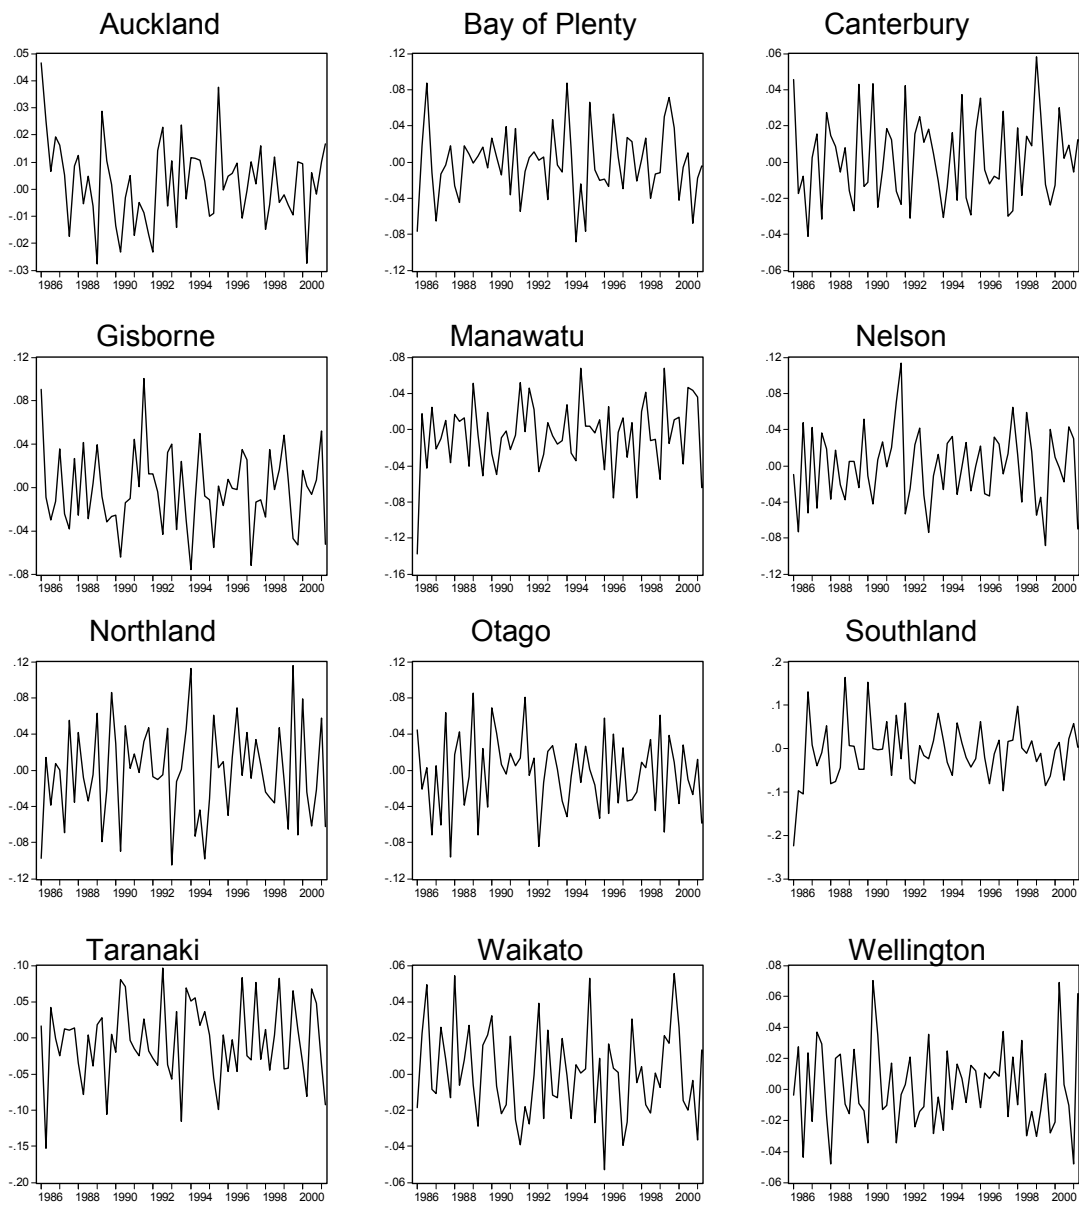 Auckland Bay of Plenty Canterbury
.05 .12 .06
.04 .08 .04
.03 .04 .02
.02 .00 .00
.01 -.04 -.02
.00 -.08 -.04
-.01 -.12 -.06
-.02
-.03
1986 1988 1990 1992 1994 1996 1998 2000 1986 1988 1990 1992 1994 1996 1998 2000 1986 1988 1990 1992 1994 1996 1998 2000
Gisborne Manawatu Nelson
.12 .08 .12
.08 .04 .08
.04 .00 .04
.00 -.04 .00
-.04 -.08 -.04
-.08 -.12 -.08
-.16 -.12
1986 1988 1990 1992 1994 1996 1998 2000 1986 1988 1990 1992 1994 1996 1998 2000 1986 1988 1990 1992 1994 1996 1998 2000
Northland Otago Southland
.12 .12 .2
.08 .08 .1
.04 .04 .0
.00 .00 -.1
-.04 -.04 -.2
-.08 -.08 -.3
-.12 -.12
1986 1988 1990 1992 1994 1996 1998 2000 1986 1988 1990 1992 1994 1996 1998 2000 1986 1988 1990 1992 1994 1996 1998 2000
Taranaki Waikato Wellington
.10 .06 .08
.05 .04 .06
.00 .02 .04
-.05 .00 .02
-.10 -.02 .00
-.15 -.04 -.02
-.20 -.06 -.04
-.06
1986 1988 1990 1992 1994 1996 1998 2000 1986 1988 1990 1992 1994 1996 1998 2000 1986 1988 1990 1992 1994 1996 1998 2000